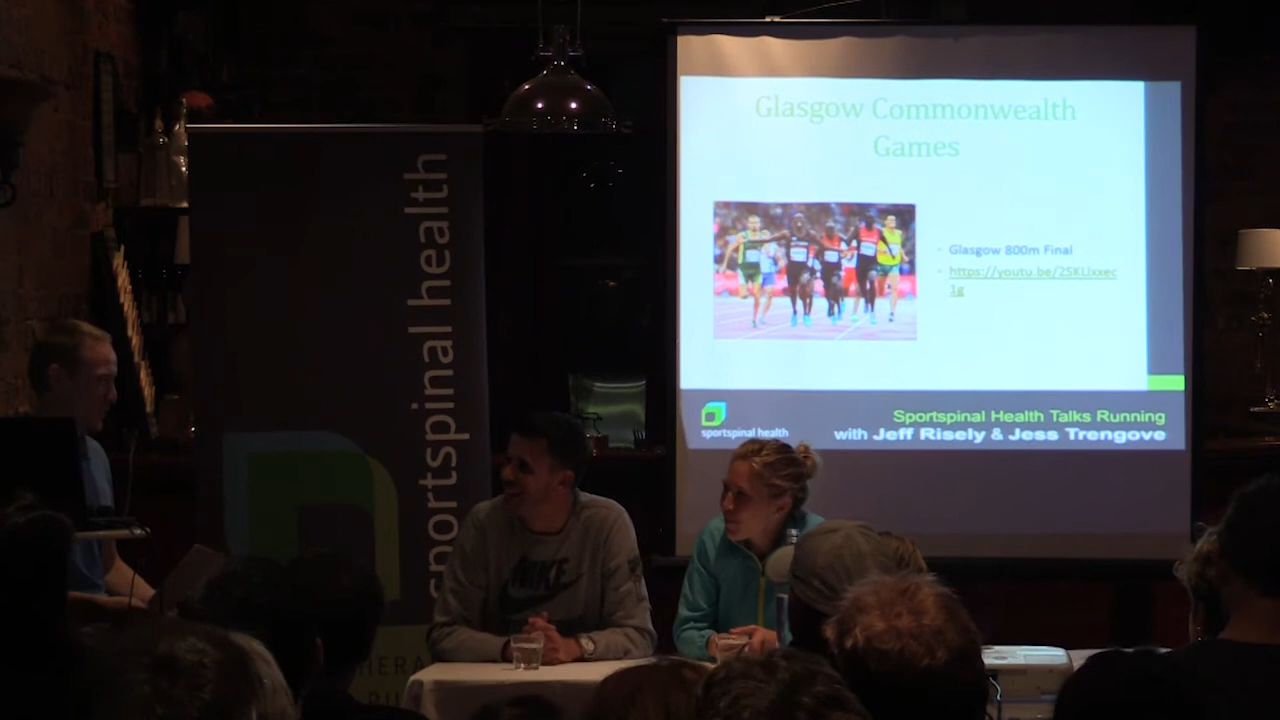 Glasgow Commonwealth
Games
Glasgow 800m Final
https://youtu.be/2SKLlxxec
1g
Sportspinal Health Talks Running
with Jeff Risely & Jess Trengove
sportspinal health
sportspinal health
NIKE